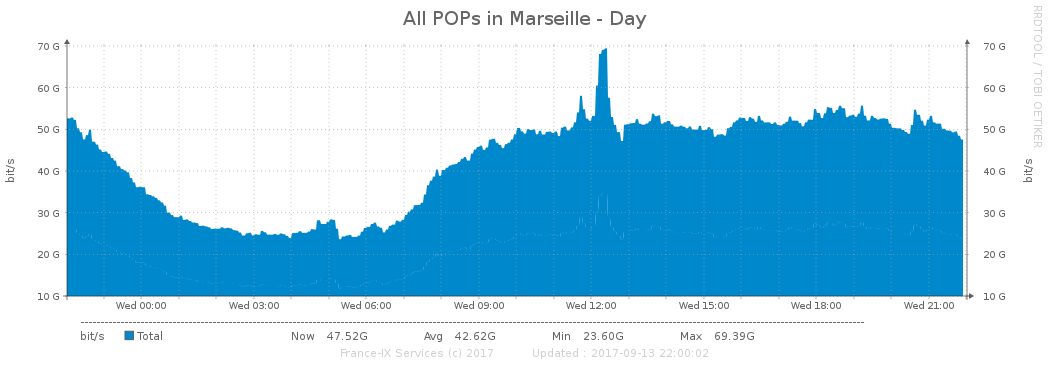 All POPs in Marseille - Day
RRDTOOL / TOBI OETIKER
70 G 70 G
60 G 60 G
50 G 50 G
40 G 40 G
30 G 30 G
20 G 20 G
10 G 10 G
bit/s bit/s
Wed 00:00 Wed 03:00 Wed 06:00 Wed 09:00 Wed 12:00 Wed 15:00 Wed 18:00 Wed 21:00
bit/s Total Now 47.52G Avg 42.62G Min 23.60G Max 69.39G
France-IX Services (c) 2017 Updated : 2017-09-13 22:00:02